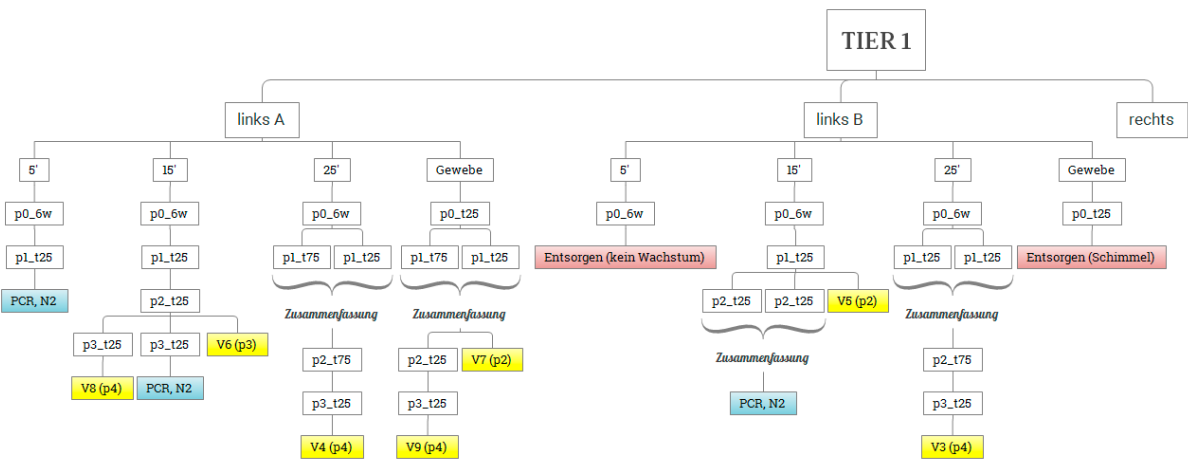 TIER 1
links A
links B
rechts
5'
15'
25'
Gewebe
5'
15'
25'
Gewebe
p0_6w
p0_6w
p0_6w
p0_t25
p0_6w
p0_6w
p0_6w
p0_t25
p1_t25
p1_t25
p1_t75
p1_t25
p1_t75
p1_t25
Entsorgen (kein Wachstum)
p1_t25
p1_t25
p1_t25
Entsorgen (Schimmel)
PCR, N2
p2_t25
p2_t25
p2_t25
V5 (p2)
Zusammenfassung
Zusammenfassung
Zusammenfassung
p3_t25
p3_t25
V6 (p3)
Zusammenfassung
p2_t75
p2_t25
V7 (p2)
p2_t75
V8 (p4)
PCR, N2
p3_t25
p3_t25
PCR, N2
p3_t25
V4 (p4)
V9 (p4)
V3 (p4)